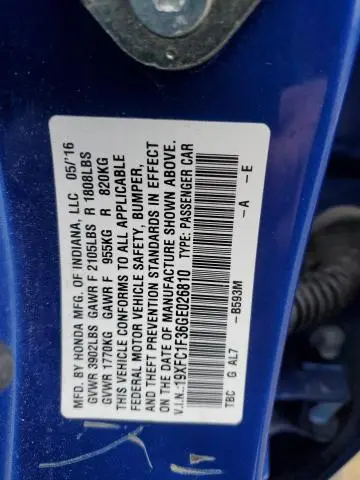 MFD. BY HONDA MFG. OF INDIANA, LLC 05/'16
GVWR 3902LBS GAWR F 2105LBS R 1808LBS
GVWR 1770KG GAWR F 955KG R 820KG
THIS VEHICLE CONFORMS TO ALL APPLICABLE
FEDERAL MOTOR VEHICLE SAFETY, BUMPER,
AND THEFT PREVENTION STANDARDS IN EFFECT
ON THE DATE OF MANUFACTURE SHOWN ABOVE.
V.I.N.:19XFC1F36GE026810 TYPE: PASSENGER CAR
-B593M -A -E
TBC G AL7